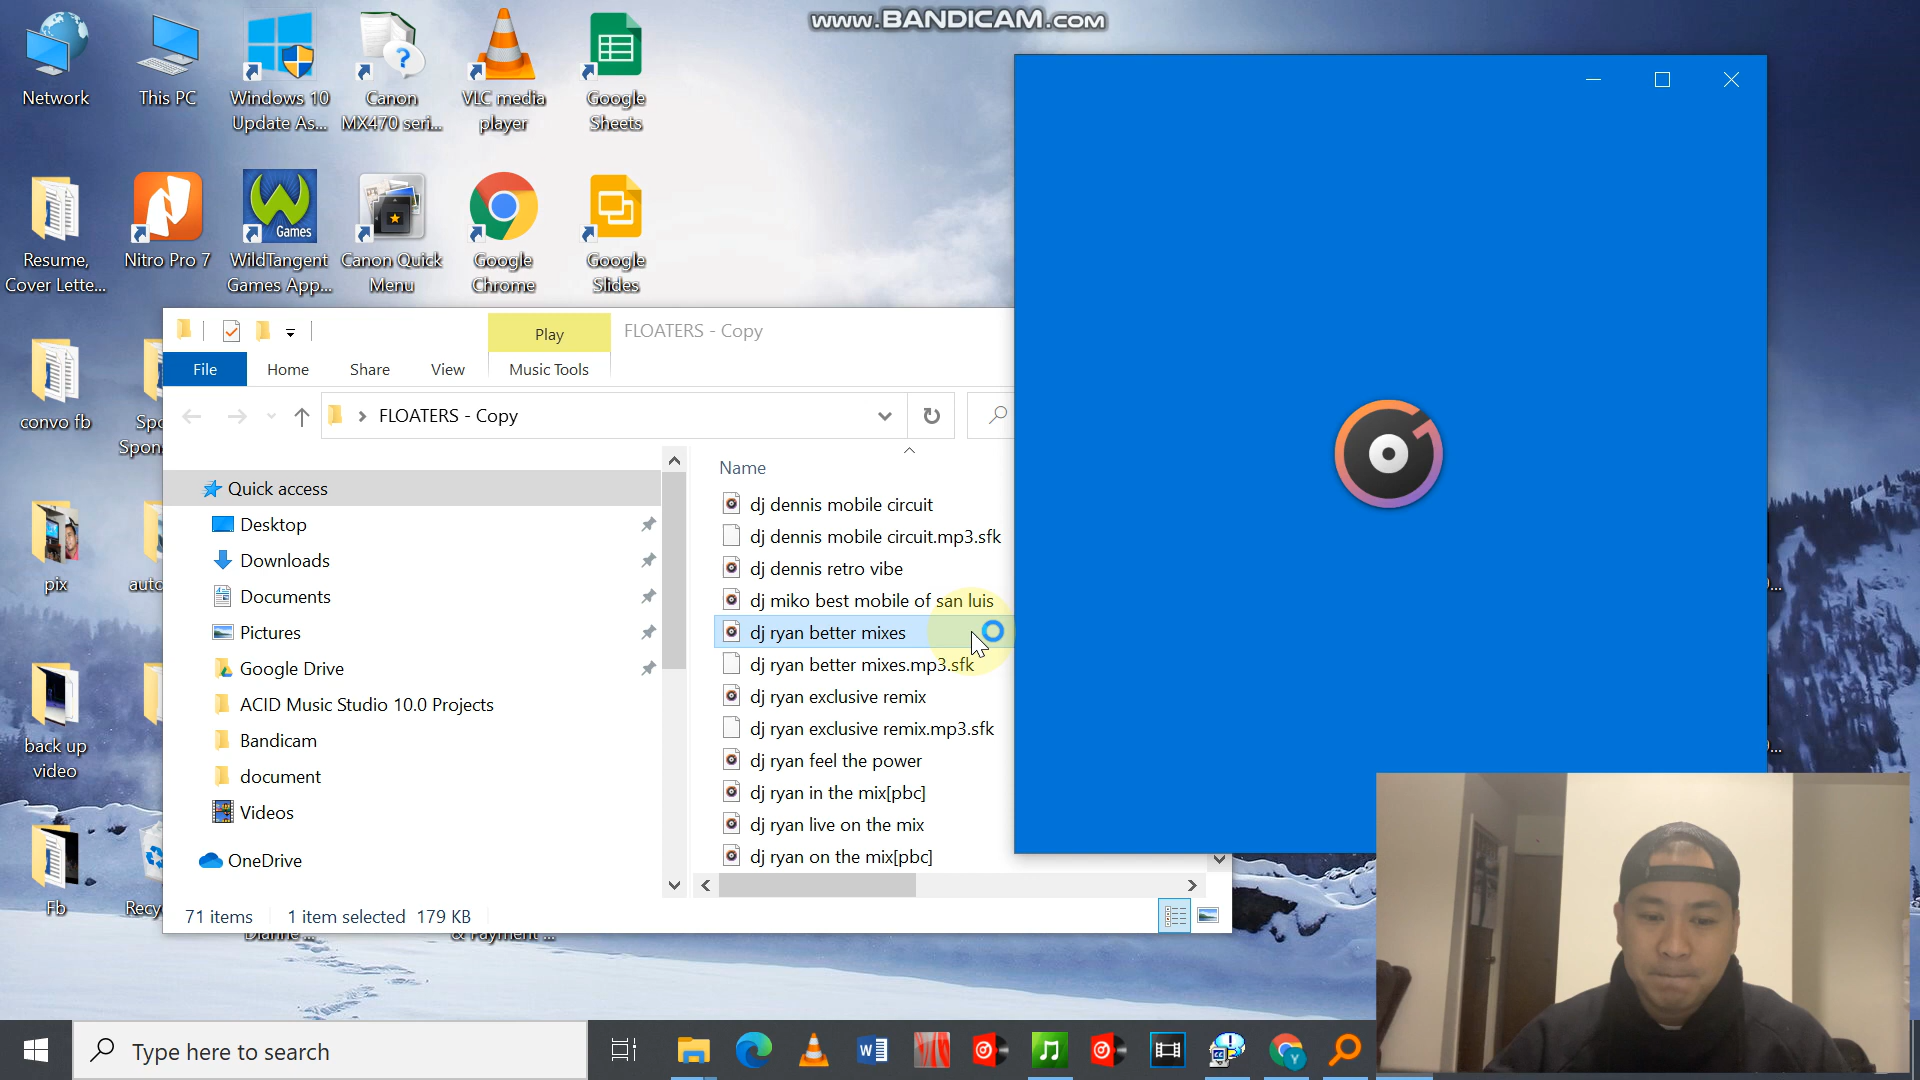 www.BANDICAM.com
Network
This PC
Windows 10
Update As...
Canon
MX470 seri...
VLC media
player
Google
Sheets
Resume,
Cover Lette...
Nitro Pro 7
Games
WildTangent
Games App...
Canon Quick
Menu
Google
Chrome
Google
Slides
convo fb
pix
back up
video
Fb
Play
FLOATERS - Copy
File
Home
Share
View
Music Tools
FLOATERS - Copy
Quick access
Desktop
Downloads
Documents
Pictures
Google Drive
ACID Music Studio 10.0 Projects
Bandicam
document
Videos
OneDrive
Name
dj dennis mobile circuit
dj dennis mobile circuit.mp3.sfk
dj dennis retro vibe
dj miko best mobile of san luis
dj ryan better mixes
dj ryan better mixes.mp3.sfk
dj ryan exclusive remix
dj ryan exclusive remix.mp3.sfk
dj ryan feel the power
dj ryan in the mix[pbc]
dj ryan live on the mix
dj ryan on the mix[pbc]
71 items
1 item selected 179 KB
& Payment ...
Type here to search